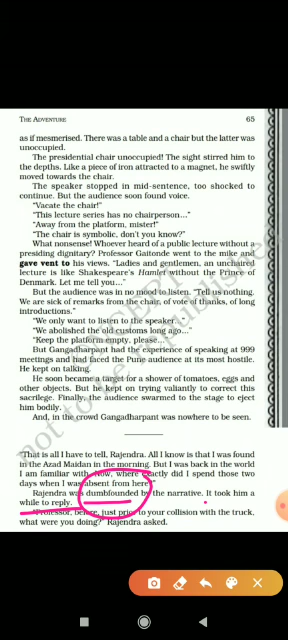 THE ADVENTURE 65
as if mesmerised. There was a table and a chair but the latter was
unoccupied.
The presidential chair unoccupied! The sight stirred him
to the depths. Like a piece of iron attracted to a magnet, he swiftly
moved towards the chair.
The speaker stopped in mid-sentence, too shocked to
continue. But the audience soon found voice.
"Vacate the chair!"
"This lecture series has no chairperson..."
"Away from the platform, mister!"
"The chair is symbolic, don't you know?"
What nonsense! Whoever heard of a public lecture without a
presiding dignitary? Professor Gaitonde went to the mike and
gave vent to his views. "Ladies and gentlemen, an unchaired
lecture is like Shakespeare's Hamlet without the Prince of
Denmark. Let me tell you..."
But the audience was in no mood to listen. "Tell us nothing.
We are sick of remarks from the chair, of vote of thanks, of long
introductions."
"We only want to listen to the speaker..."
"We abolished the old customs long ago..."
"Keep the platform empty, please..."
But Gangadharpant had the experience of speaking at 999
meetings and had faced the Pune audience at its most hostile.
He kept on talking.
He soon became a target for a shower of tomatoes, eggs and
other objects. But he kept on trying valiantly to correct this
sacrilege. Finally, the audience swarmed to the stage to eject
him bodily.
And, in the crowd Gangadharpant was nowhere to be seen.
"That is all I have to tell, Rajendra. All I know is that I was found
in the Azad Maidan in the morning. But I was back in the world
I am familiar with. Now, where exactly did I spend those two
days when I was absent from here?"
Rajendra was dumbfounded by the narrative. It took him a
while to reply.
"Professor, before, just prior to your collision with the truck,
what were you doing?" Rajendra asked.
not to be republished